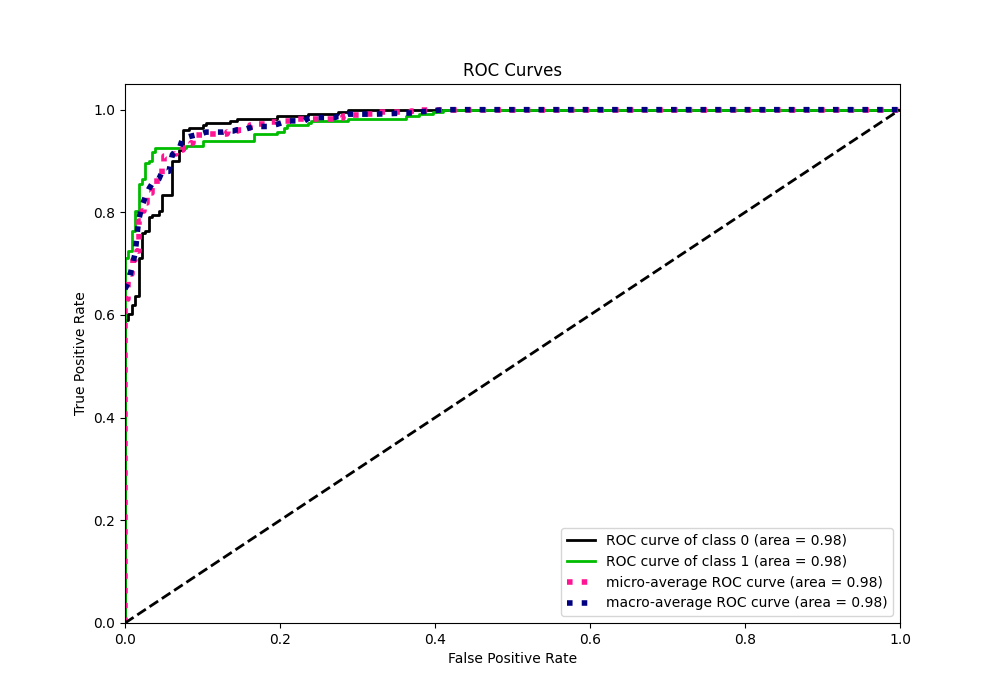 ROC Curves
True Positive Rate
1.0
0.8
0.6
0.4
0.2
0.0
0.0 0.2 0.4 0.6 0.8 1.0
False Positive Rate
ROC curve of class 0 (area = 0.98)
ROC curve of class 1 (area = 0.98)
micro-average ROC curve (area = 0.98)
macro-average ROC curve (area = 0.98)